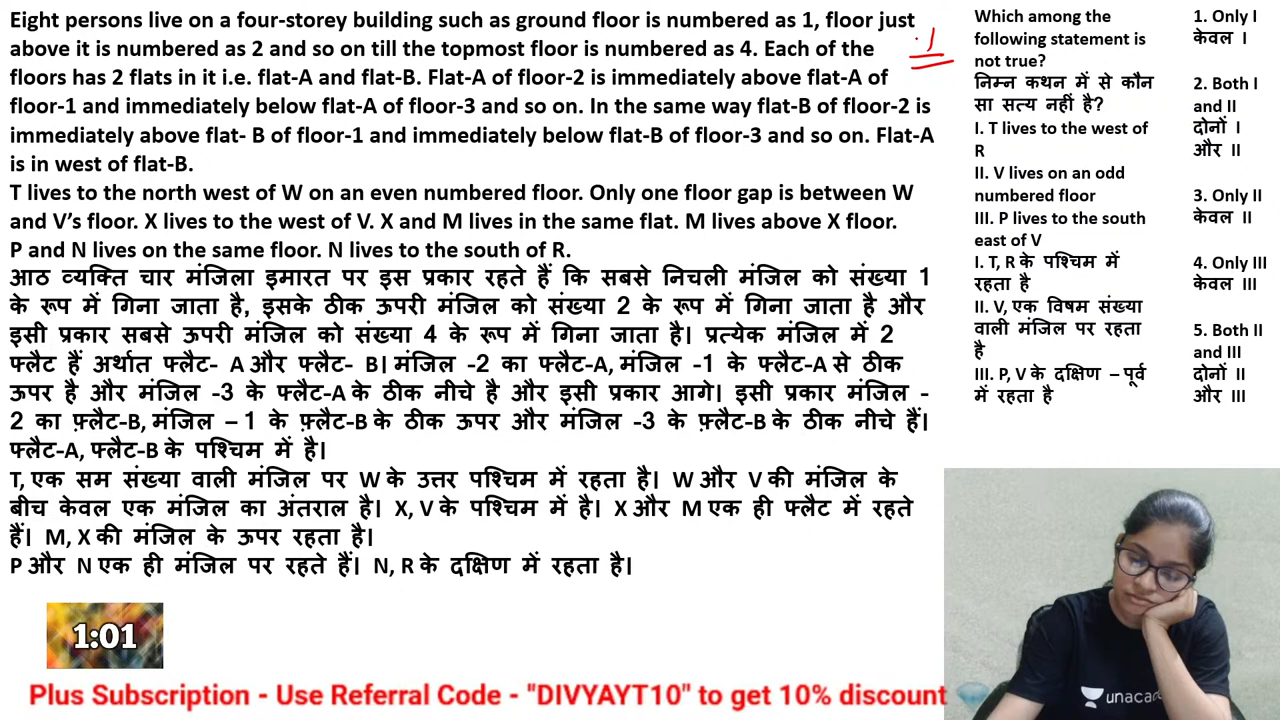 Eight persons live on a four-storey building such as ground floor is numbered as 1, floor just
above it is numbered as 2 and so on till the topmost floor is numbered as 4. Each of the
floors has 2 flats in it i.e. flat-A and flat-B. Flat-A of floor-2 is immediately above flat-A of
floor-1 and immediately below flat-A of floor-3 and so on. In the same way flat-B of floor-2 is
immediately above flat- B of floor-1 and immediately below flat-B of floor-3 and so on. Flat-A
is in west of flat-B.
T lives to the north west of W on an even numbered floor. Only one floor gap is between W
and V’s floor. X lives to the west of V. X and M lives in the same flat. M lives above X floor.
P and N lives on the same floor. N lives to the south of R.
आठ व्यक्ति चार मंजिला इमारत पर इस प्रकार रहते हैं कि सबसे निचली मंजिल को संख्या 1
के रूप में गिना जाता है, इसके ठीक ऊपरी मंजिल को संख्या 2 के रूप में गिना जाता है और
इसी प्रकार सबसे ऊपरी मंजिल को संख्या 4 के रूप में गिना जाता है। प्रत्येक मंजिल में 2
फ्लैट हैं अर्थात फ्लैट- A और फ्लैट- B। मंजिल -2 का फ्लैट-A, मंजिल -1 के फ्लैट-A से ठीक
ऊपर है और मंजिल -3 के फ्लैट-A के ठीक नीचे है और इसी प्रकार आगे। इसी प्रकार मंजिल -
2 का फ़्लैट-B, मंजिल – 1 के फ़्लैट-B के ठीक ऊपर और मंजिल -3 के फ़्लैट-B के ठीक नीचे हैं।
फ्लैट-A, फ्लैट-B के पश्चिम में है।
T, एक सम संख्या वाली मंजिल पर W के उत्तर पश्चिम में रहता है। W और V की मंजिल के
बीच केवल एक मंजिल का अंतराल है। X, V के पश्चिम में है। X और M एक ही फ्लैट में रहते
हैं। M, X की मंजिल के ऊपर रहता है।
P और N एक ही मंजिल पर रहते हैं। N, R के दक्षिण में रहता है।
1
Which among the
following statement is
not true?
निम्न कथन में से कौन
सा सत्य नहीं है?
I. T lives to the west of
R
II. V lives on an odd
numbered floor
III. P lives to the south
east of V
I. T, R के पश्चिम में
रहता है
II. V, एक विषम संख्या
वाली मंजिल पर रहता
है
III. P, V के दक्षिण – पूर्व
में रहता है
1. Only I
केवल I
2. Both I
and II
दोनों I
और II
3. Only II
केवल II
4. Only III
केवल III
5. Both II
and III
दोनों II
और III
1:01
unacad
Plus Subscription - Use Referral Code - "DIVYAYT10" to get 10% discount